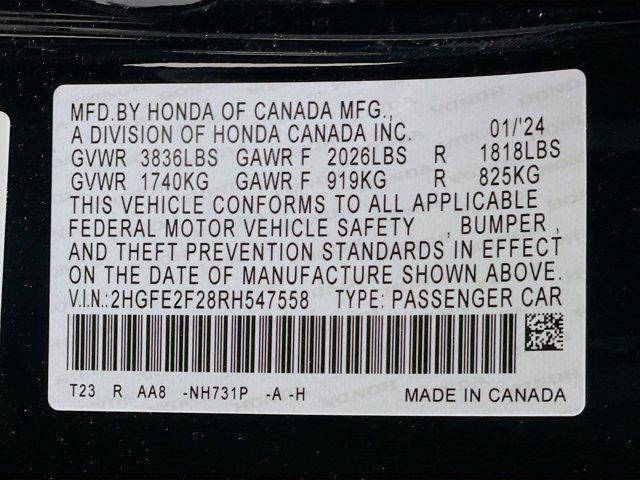 MFD.BY HONDA OF CANADA MFG.,
A DIVISION OF HONDA CANADA INC. 01/'24
GVWR 3836LBS GAWR F 2026LBS R 1818LBS
GVWR 1740KG GAWR F 919KG R 825KG
THIS VEHICLE CONFORMS TO ALL APPLICABLE
FEDERAL MOTOR VEHICLE SAFETY , BUMPER ,
AND THEFT PREVENTION STANDARDS IN EFFECT
ON THE DATE OF MANUFACTURE SHOWN ABOVE.
V.I.N.:2HGFE2F28RH547558 TYPE: PASSENGER CAR
T23 R AA8 -NH731P -A -H MADE IN CANADA